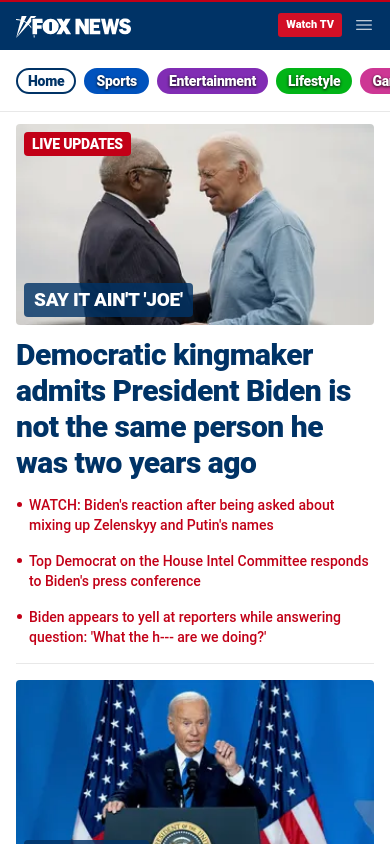 FOX NEWS
Watch TV
Home
Sports
Entertainment
Lifestyle
LIVE UPDATES
SAY IT AIN'T 'JOE'
Democratic kingmaker
admits President Biden is
not the same person he
was two years ago
WATCH: Biden's reaction after being asked about
mixing up Zelenskyy and Putin's names
Top Democrat on the House Intel Committee responds
to Biden's press conference
Biden appears to yell at reporters while answering
question: 'What the h--- are we doing?'